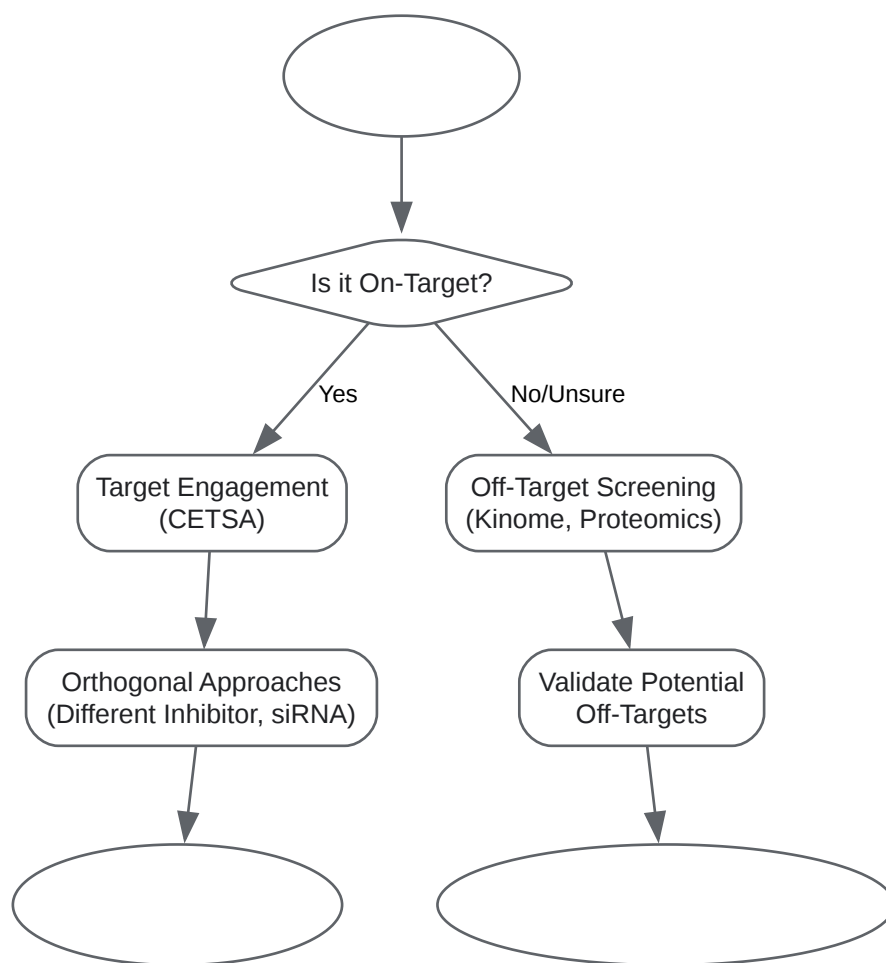 Is it On-Target?
Yes
No/Unsure
Target Engagement
(CETSA)
Off-Target Screening
(Kinome, Proteomics)
Orthogonal Approaches
(Different Inhibitor, siRNA)
Validate Potential
Off-Targets